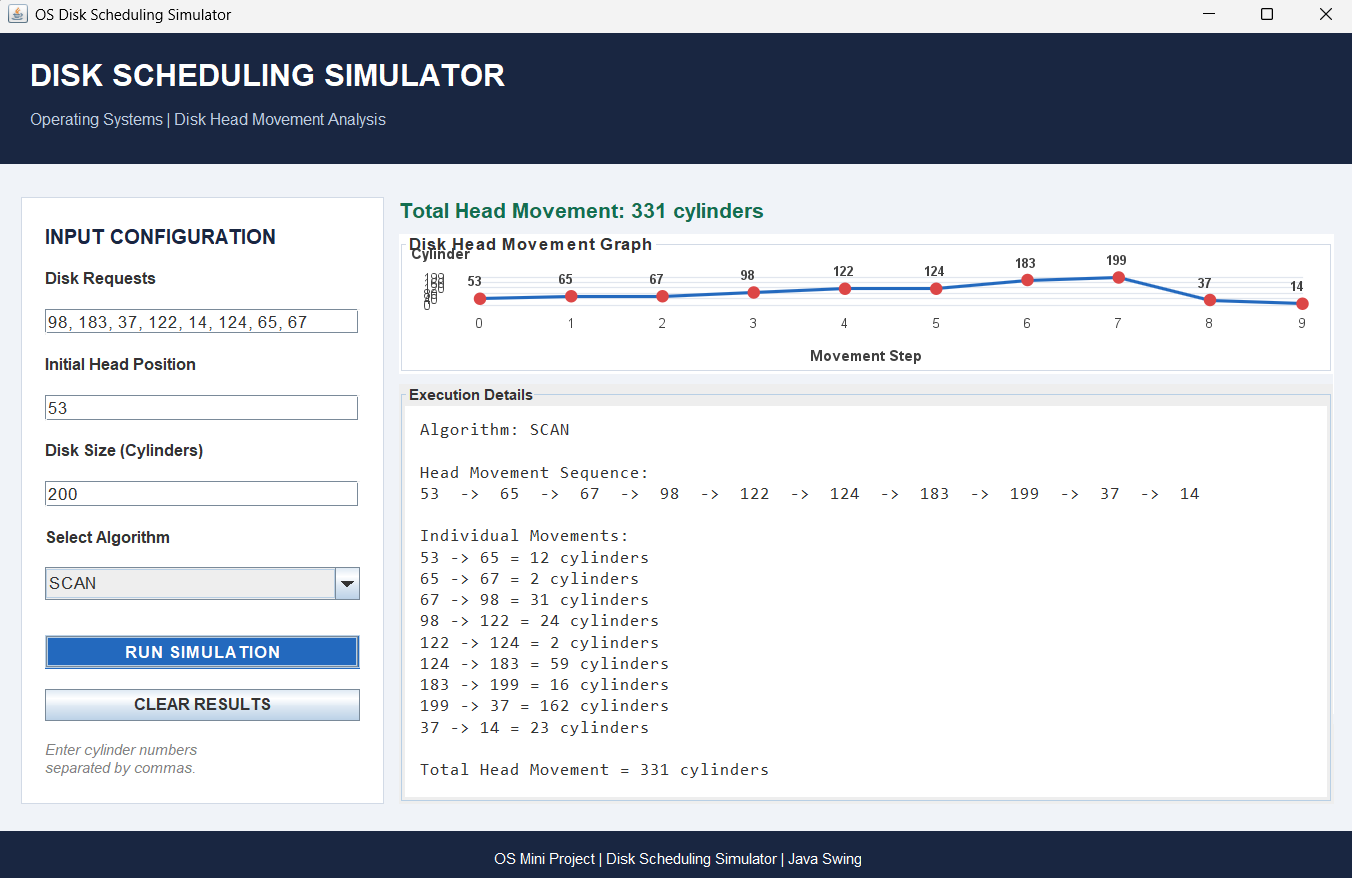 OS Disk Scheduling Simulator
DISK SCHEDULING SIMULATOR
Operating Systems | Disk Head Movement Analysis
INPUT CONFIGURATION
Disk Requests
98, 183, 37, 122, 14, 124, 65, 67
Initial Head Position
53
Disk Size (Cylinders)
200
Select Algorithm
SCAN
RUN SIMULATION
CLEAR RESULTS
Enter cylinder numbers
separated by commas.
Total Head Movement: 331 cylinders
Disk Head Movement Graph
Cylinder
199
0
53 65 67 98 122 124 183 199 37 14
0 1 2 3 4 5 6 7 8 9
Movement Step
Execution Details
Algorithm: SCAN
Head Movement Sequence:
53 -> 65 -> 67 -> 98 -> 122 -> 124 -> 183 -> 199 -> 37 -> 14
Individual Movements:
53 -> 65 = 12 cylinders
65 -> 67 = 2 cylinders
67 -> 98 = 31 cylinders
98 -> 122 = 24 cylinders
122 -> 124 = 2 cylinders
124 -> 183 = 59 cylinders
183 -> 199 = 16 cylinders
199 -> 37 = 162 cylinders
37 -> 14 = 23 cylinders
Total Head Movement = 331 cylinders
OS Mini Project | Disk Scheduling Simulator | Java Swing